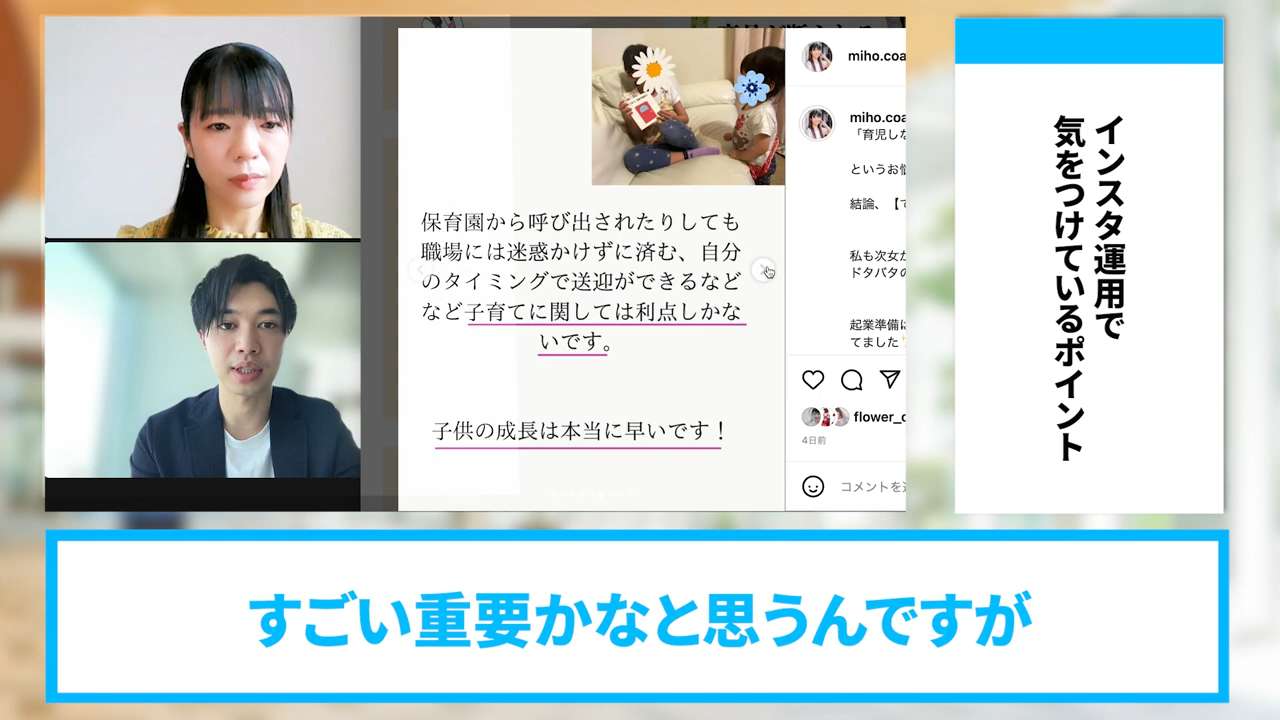 miho.coa
miho.coa
「育児しな
というお悩
結論、【て
私も次女か
ドタバタの
起業準備は
てました
flower_c
4日前
コメントを追
保育園から呼び出されたりしても
職場には迷惑かけずに済む、自分
のタイミングで送迎ができるなど
など子育てに関しては利点しかな
いです。
子供の成長は本当に早いです！
インスタ運用で
気をつけているポイント
すごい重要かなと思うんですが